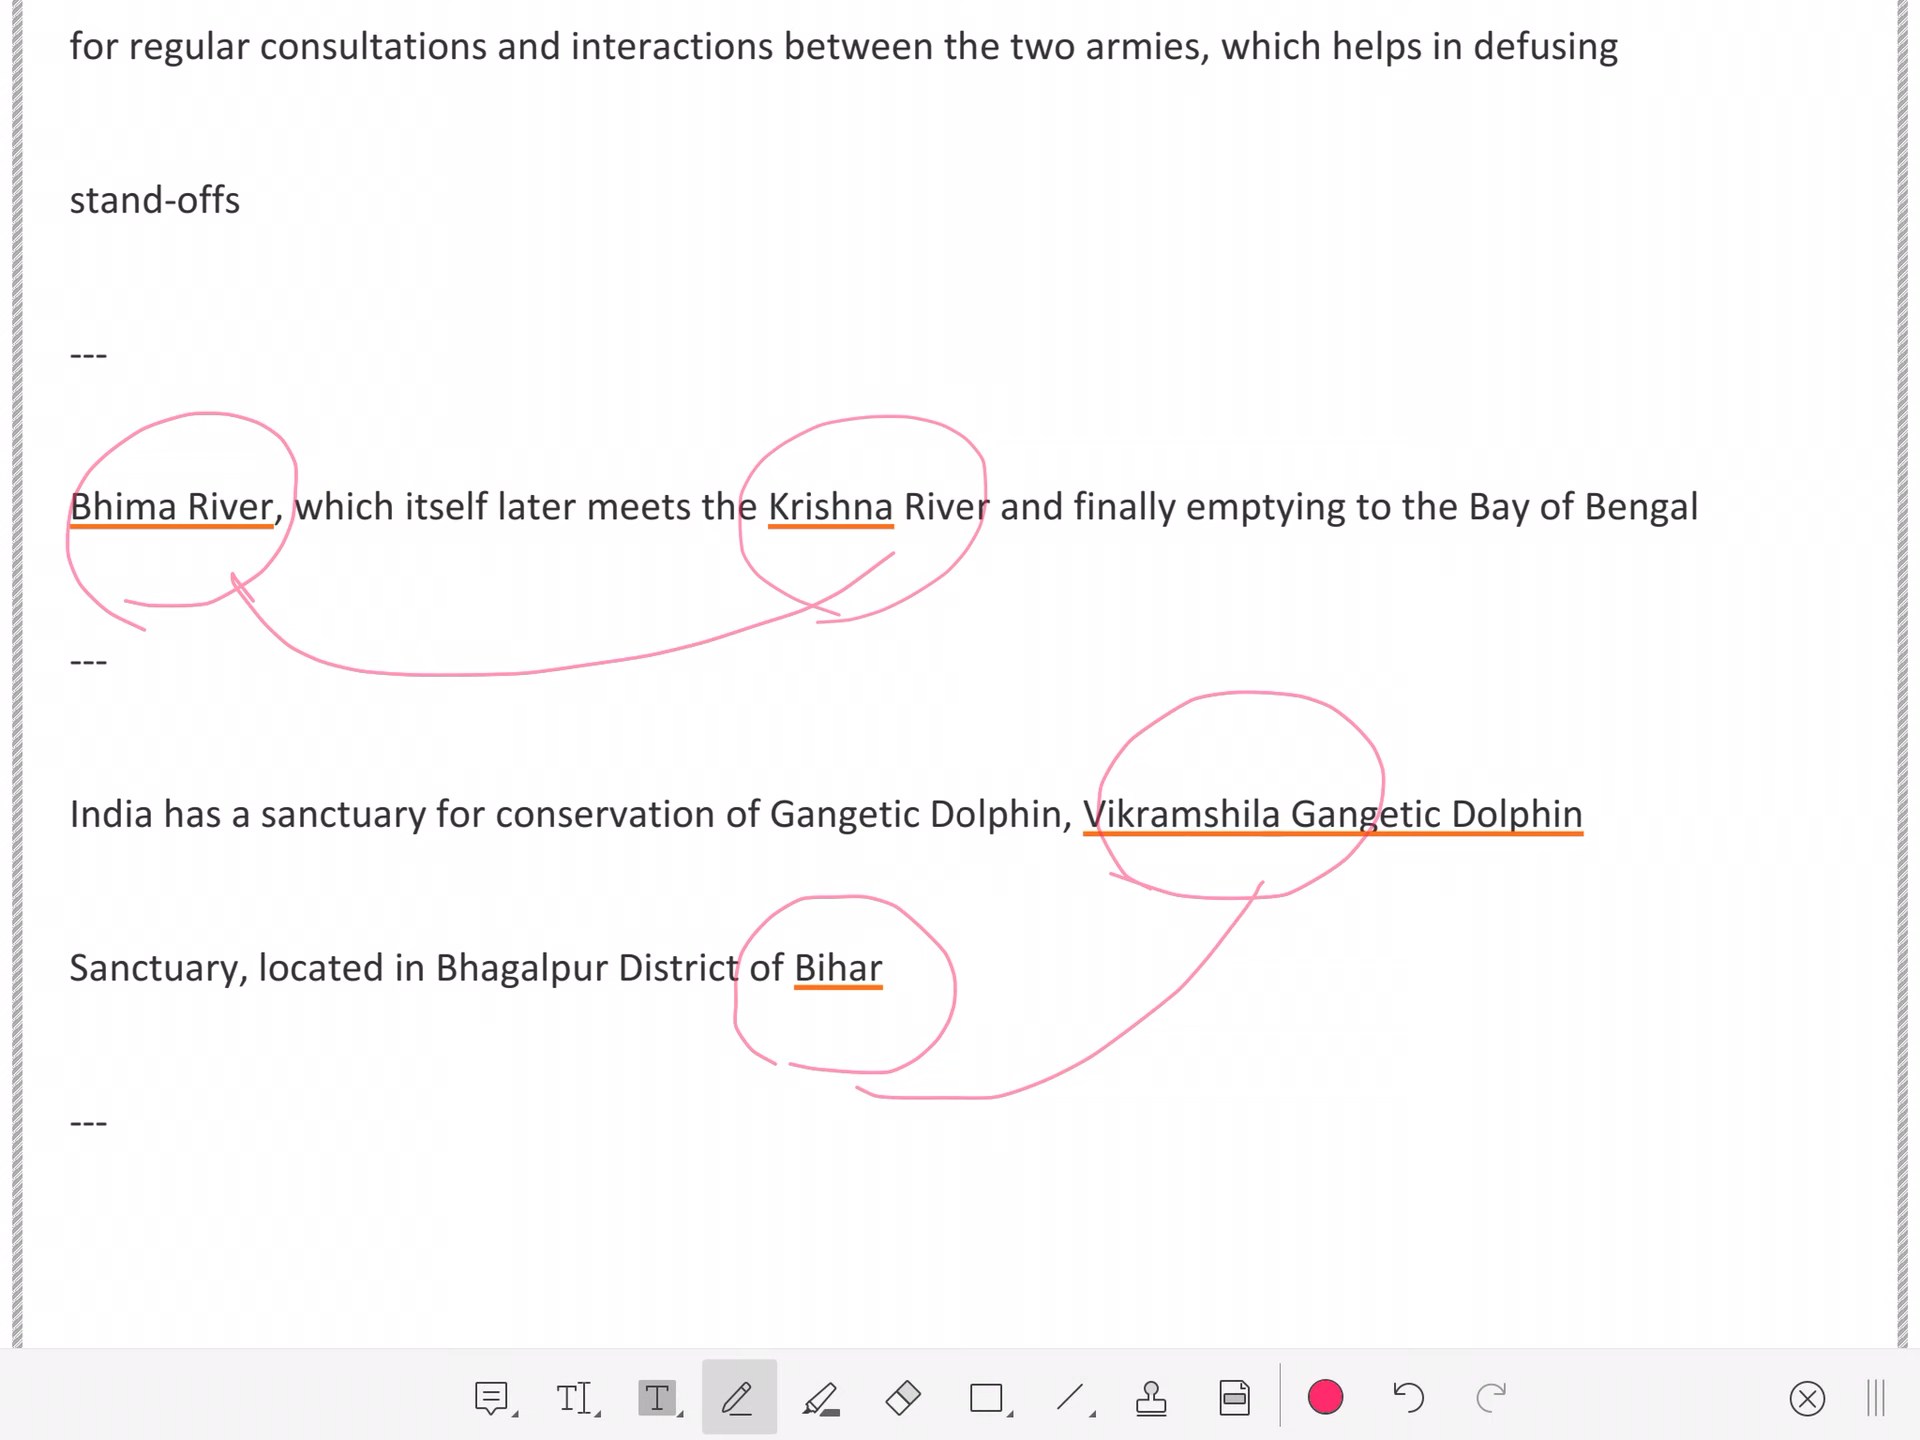 for regular consultations and interactions between the two armies, which helps in defusing
stand-offs
---
Bhima River, which itself later meets the Krishna River and finally emptying to the Bay of Bengal
---
India has a sanctuary for conservation of Gangetic Dolphin, Vikramshila Gangetic Dolphin
Sanctuary, located in Bhagalpur District of Bihar
---